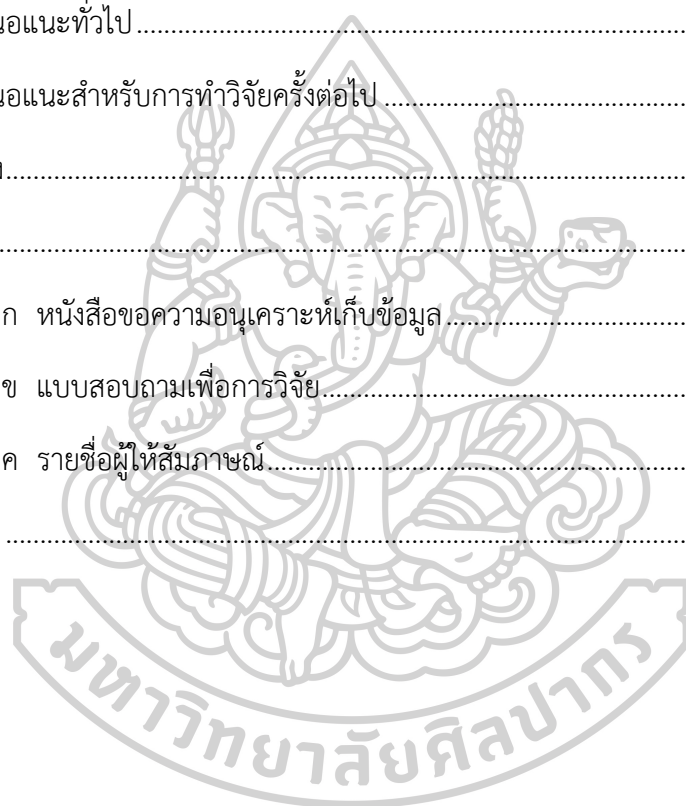 นอแนะทั่วไป ........................................................................
นอแนะสำหรับการทำวิจัยครั้งต่อไป ........................................
ก หนังสือขอความอนุเคราะห์เก็บข้อมูล ................................
ข แบบสอบถามเพื่อการวิจัย ................................................
ค รายชื่อผู้ให้สัมภาษณ์ ........................................................
มหาวิทยาลัยศิลปากร